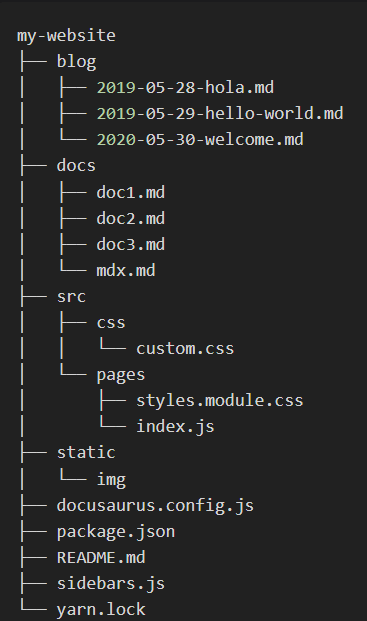 my-website
├── blog
│   ├── 2019-05-28-hola.md
│   ├── 2019-05-29-hello-world.md
│   └── 2020-05-30-welcome.md
├── docs
│   ├── doc1.md
│   ├── doc2.md
│   ├── doc3.md
│   └── mdx.md
├── src
│   ├── css
│   │   └── custom.css
│   └── pages
│       ├── styles.module.css
│       └── index.js
├── static
│   └── img
├── docusaurus.config.js
├── package.json
├── README.md
├── sidebars.js
└── yarn.lock